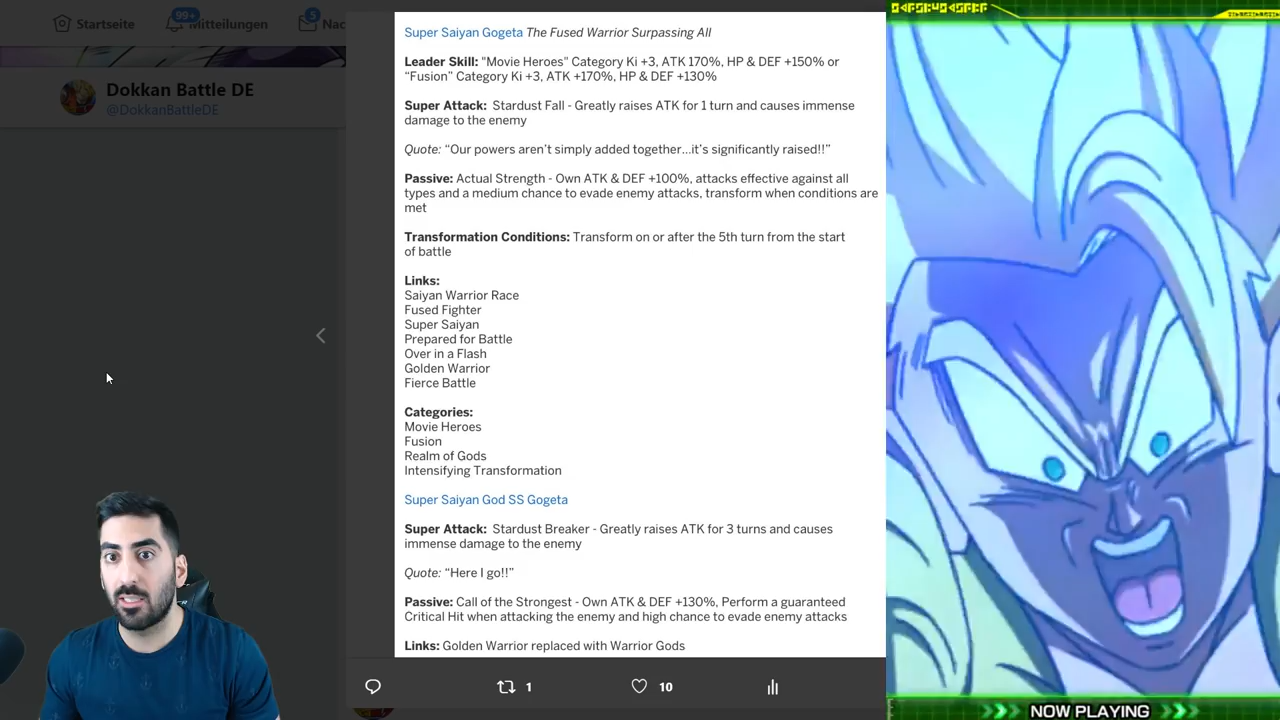 Startseite
99+
Mitteilungen
5
Nac
Dokkan Battle DE
@DokkanBattleDE
Super Saiyan Gogeta The Fused Warrior Surpassing All
Leader Skill: "Movie Heroes" Category Ki +3, ATK 170%, HP & DEF +150% or
“Fusion” Category Ki +3, ATK +170%, HP & DEF +130%
Super Attack: Stardust Fall - Greatly raises ATK for 1 turn and causes immense
damage to the enemy
Quote: “Our powers aren’t simply added together…it’s significantly raised!!”
Passive: Actual Strength - Own ATK & DEF +100%, attacks effective against all
types and a medium chance to evade enemy attacks, transform when conditions are
met
Transformation Conditions: Transform on or after the 5th turn from the start
of battle
Links:
Saiyan Warrior Race
Fused Fighter
Super Saiyan
Prepared for Battle
Over in a Flash
Golden Warrior
Fierce Battle
Categories:
Movie Heroes
Fusion
Realm of Gods
Intensifying Transformation
Super Saiyan God SS Gogeta
Super Attack: Stardust Breaker - Greatly raises ATK for 3 turns and causes
immense damage to the enemy
Quote: “Here I go!!”
Passive: Call of the Strongest - Own ATK & DEF +130%, Perform a guaranteed
Critical Hit when attacking the enemy and high chance to evade enemy attacks
Links: Golden Warrior replaced with Warrior Gods
1
10
NOW PLAYING